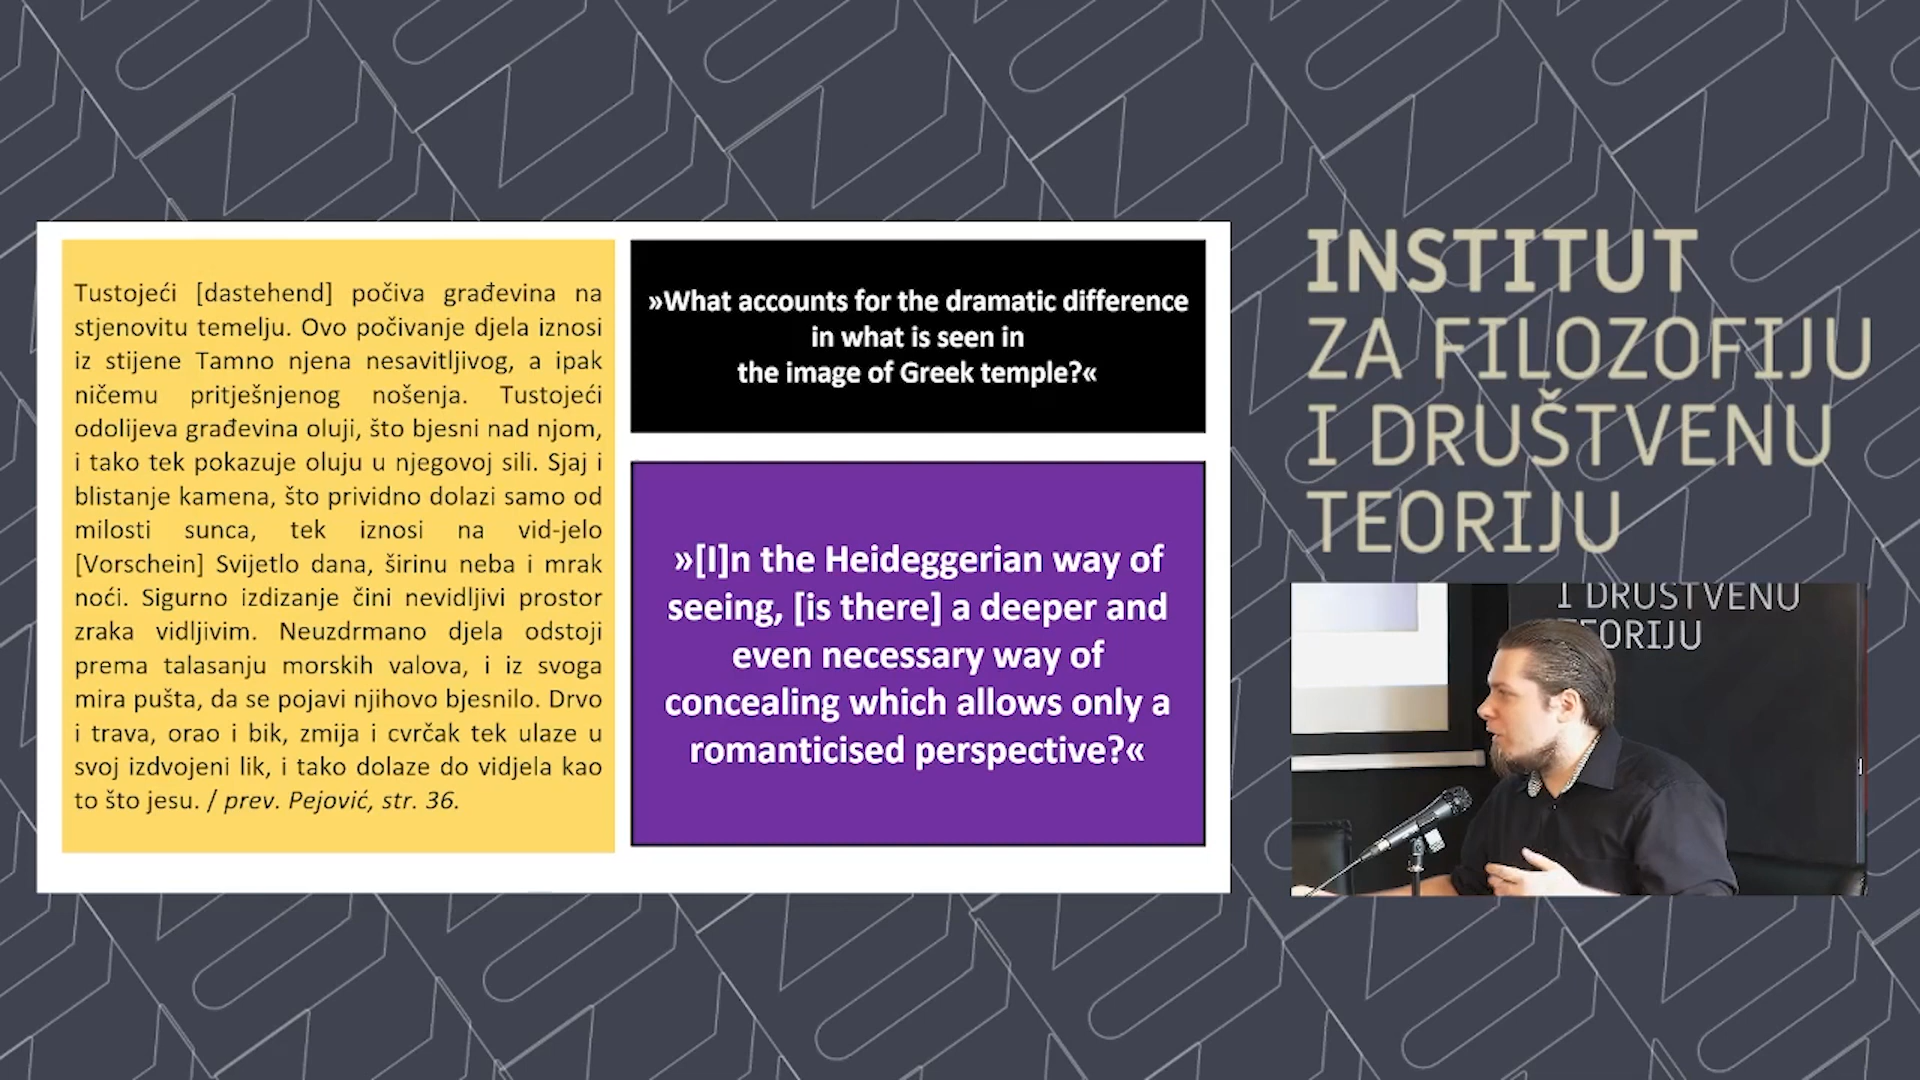 Tustojeći [dastehend] počiva građevina na
stjenovitu temelju. Ovo počivanje djela iznosi
iz stijene Tamno njena nesavitljivog, a ipak
ničemu pritješnjenog nošenja. Tustojeći
odolijeva građevina oluji, što bjesni nad njom,
i tako tek pokazuje oluju u njegovoj sili. Sjaj i
blistanje kamena, što prividno dolazi samo od
milosti sunca, tek iznosi na vid-jelo
[Vorschein] Svijetlo dana, širinu neba i mrak
noći. Sigurno izdizanje čini nevidljivi prostor
zraka vidljivim. Neuzdrmano djela odstoji
prema talasanju morskih valova, i iz svoga
mira pušta, da se pojavi njihovo bjesnilo. Drvo
i trava, orao i bik, zmija i cvrčak tek ulaze u
svoj izdvojeni lik, i tako dolaze do vidjela kao
to što jesu. / prev. Pejović, str. 36.
»What accounts for the dramatic difference
in what is seen in
the image of Greek temple?«
»[I]n the Heideggerian way of
seeing, [is there] a deeper and
even necessary way of
concealing which allows only a
romanticised perspective?«
INSTITUT
ZA FILOZOFIJU
I DRUŠTVENU
TEORIJU
I DRUŠTVENU
TEORIJU